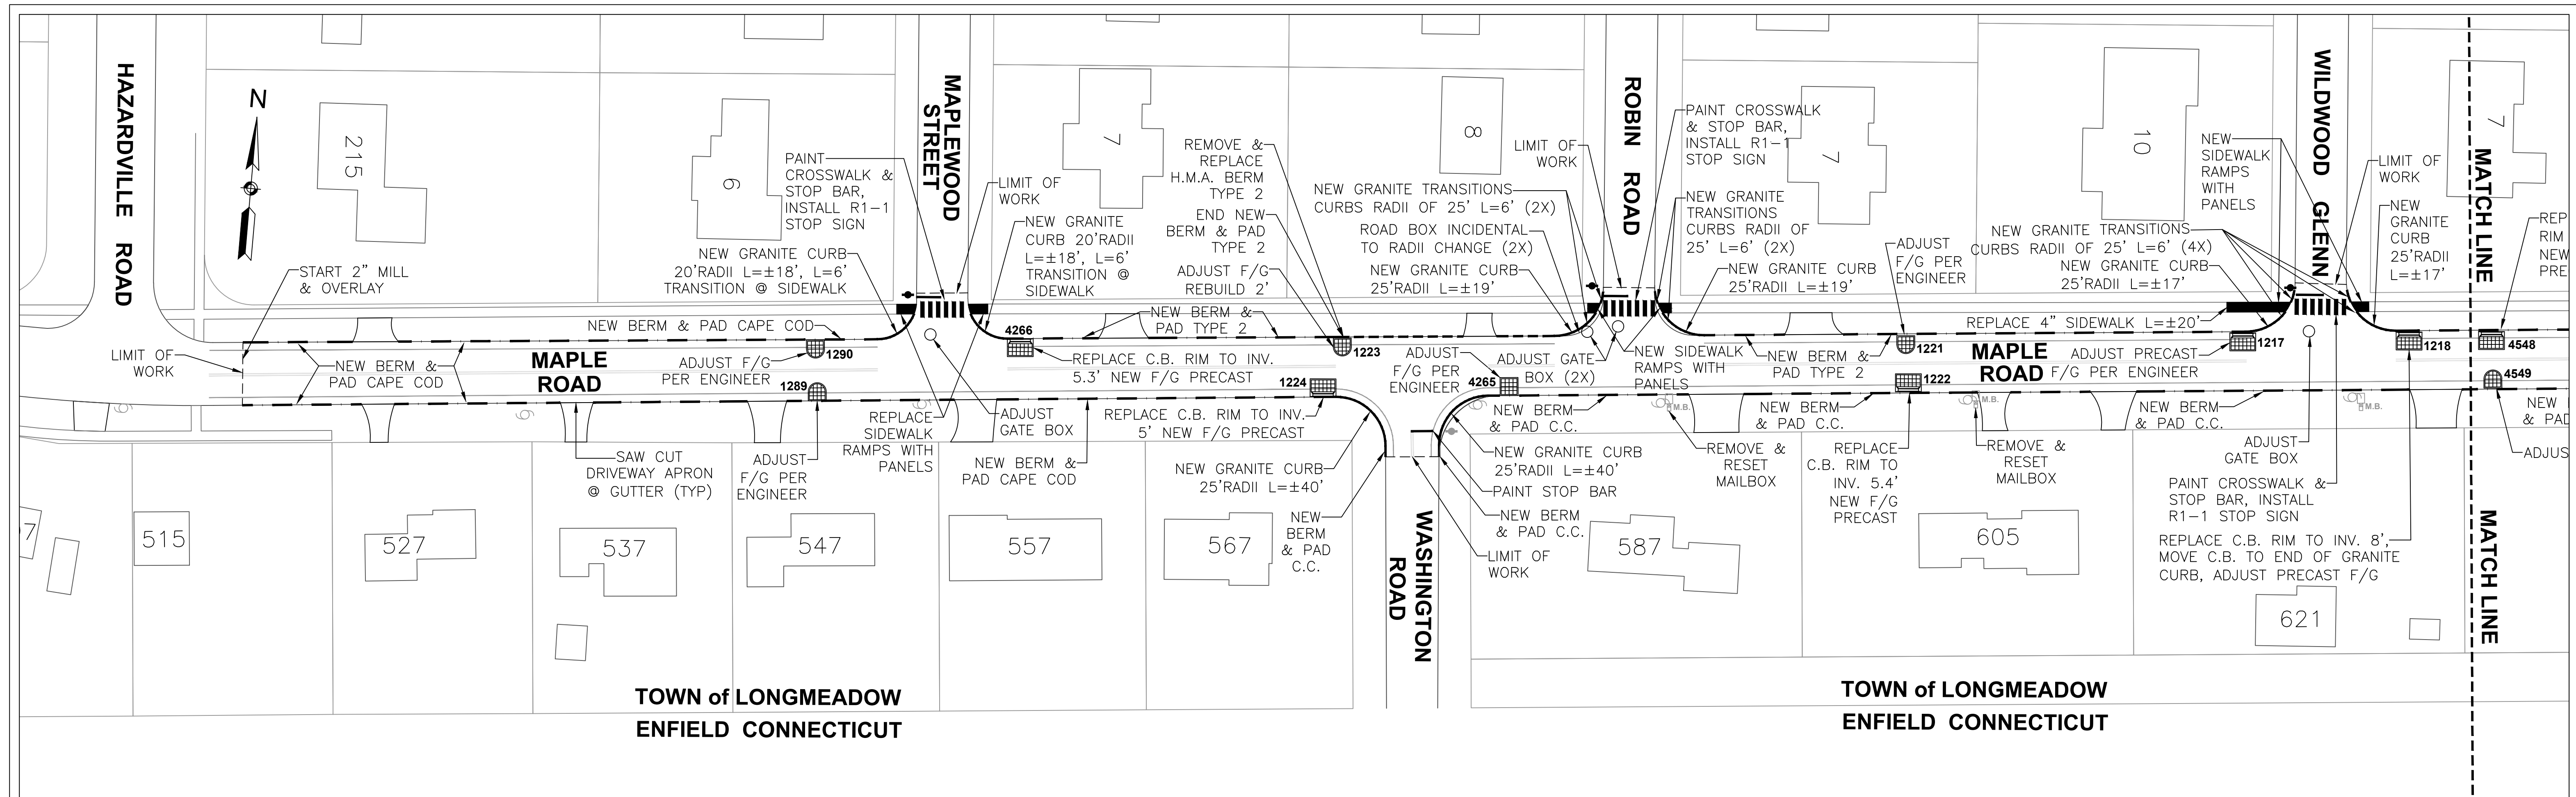 HAZARDVILLE ROAD
N
215
START 2" MILL
& OVERLAY
LIMIT OF
WORK
NEW BERM &
PAD CAPE COD
NEW BERM & PAD CAPE COD
MAPLE
ROAD
6
PAINT
CROSSWALK &
STOP BAR,
INSTALL R1-1
STOP SIGN
NEW GRANITE CURB
20'RADII L=±18', L=6'
TRANSITION @ SIDEWALK
ADJUST F/G
PER ENGINEER
1290
1289
MAPLEWOOD
STREET
LIMIT OF
WORK
NEW GRANITE
CURB 20'RADII
L=±18', L=6'
TRANSITION @
SIDEWALK
7
4266
NEW BERM &
PAD TYPE 2
REPLACE C.B. RIM TO INV.
5.3' NEW F/G PRECAST
REMOVE &
REPLACE
H.M.A. BERM
TYPE 2
END NEW
BERM & PAD
TYPE 2
ADJUST F/G
REBUILD 2'
1223
8
LIMIT OF
WORK
NEW GRANITE TRANSITIONS
CURBS RADII OF 25' L=6' (2X)
ROAD BOX INCIDENTAL
TO RADII CHANGE (2X)
NEW GRANITE CURB
25'RADII L=±19'
ROBIN ROAD
PAINT CROSSWALK
& STOP BAR,
INSTALL R1-1
STOP SIGN
NEW GRANITE
TRANSITIONS
CURBS RADII OF
25' L=6' (2X)
NEW GRANITE CURB
25'RADII L=±19'
7
ADJUST
F/G PER
ENGINEER
1221
10
NEW
SIDEWALK
RAMPS
WITH
PANELS
NEW GRANITE TRANSITIONS
CURBS RADII OF 25' L=6' (4X)
NEW GRANITE CURB
25'RADII L=±17'
REPLACE 4" SIDEWALK L=±20'
WILDWOOD GLENN
LIMIT OF
WORK
NEW
GRANITE
CURB
25'RADII
L=±17'
7
MATCH LINE
REP
RIM
NEW
PRE
1217
1218
4548
4549
ADJUST
F/G PER
ENGINEER
4265
ADJUST GATE
BOX (2X)
NEW SIDEWALK
RAMPS WITH
PANELS
NEW BERM &
PAD TYPE 2
MAPLE
ROAD
ADJUST PRECAST
F/G PER ENGINEER
1224
1222
SAW CUT
DRIVEWAY APRON
@ GUTTER (TYP)
ADJUST
F/G PER
ENGINEER
REPLACE
SIDEWALK
RAMPS WITH
PANELS
ADJUST
GATE BOX
NEW BERM &
PAD CAPE COD
REPLACE C.B. RIM TO INV.
5' NEW F/G PRECAST
NEW GRANITE CURB
25'RADII L=±40'
NEW
BERM
& PAD
C.C.
WASHINGTON
ROAD
NEW BERM
& PAD C.C.
NEW GRANITE CURB
25'RADII L=±40'
PAINT STOP BAR
NEW BERM
& PAD C.C.
LIMIT OF
WORK
M.B.
REMOVE &
RESET
MAILBOX
NEW BERM
& PAD C.C.
REPLACE
C.B. RIM TO
INV. 5.4'
NEW F/G
PRECAST
M.B.
REMOVE &
RESET
MAILBOX
NEW BERM
& PAD C.C.
ADJUST
GATE BOX
M.B.
PAINT CROSSWALK &
STOP BAR, INSTALL
R1-1 STOP SIGN
REPLACE C.B. RIM TO INV. 8',
MOVE C.B. TO END OF GRANITE
CURB, ADJUST PRECAST F/G
& PAD
ADJUS
MATCH LINE
6
6
6
6
6
6
6
515
527
537
547
557
567
587
605
621
TOWN of LONGMEADOW
ENFIELD CONNECTICUT
TOWN of LONGMEADOW
ENFIELD CONNECTICUT